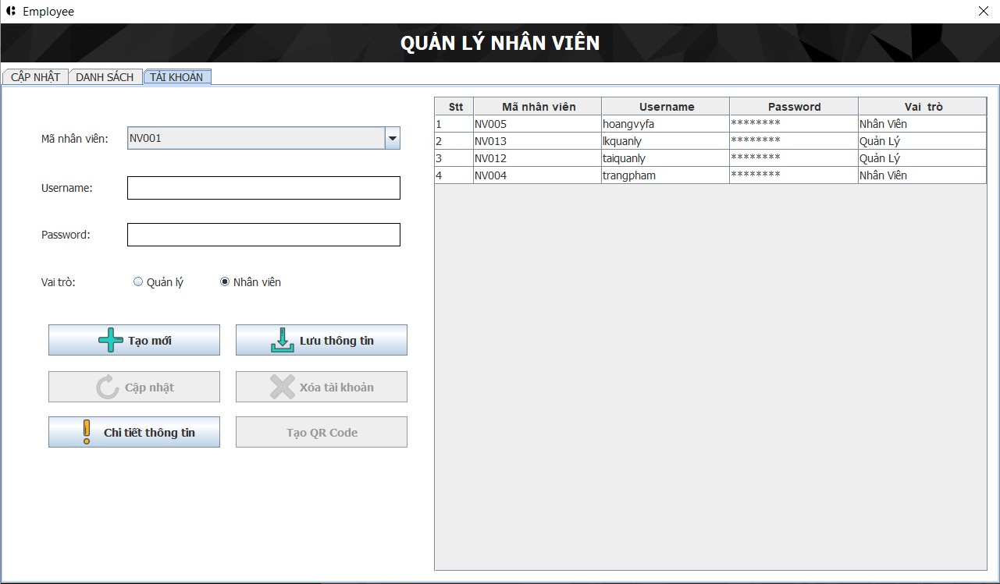 Employee
QUẢN LÝ NHÂN VIÊN
CẬP NHẬT DANH SÁCH TÀI KHOẢN
Mã nhân viên: NV001
Username:
Password:
Vai trò: Quản lý Nhân viên
Tạo mới Lưu thông tin
Cập nhật Xóa tài khoản
Chi tiết thông tin Tạo QR Code
Stt Mã nhân viên Username Password Vai trò
1 NV005 hoangvyfa ******** Nhân Viên
2 NV013 lkquanly ******** Quản Lý
3 NV012 taiquanly ******** Quản Lý
4 NV004 trangpham ******** Nhân Viên